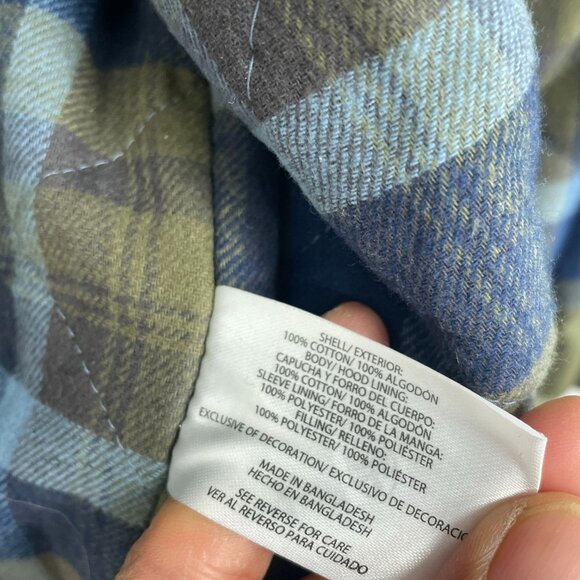 SHELL/ EXTERIOR:
100% COTTON/ 100% ALGODÓN
BODY/ HOOD LINING:
CAPUCHA Y FORRO DEL CUERPO:
100% COTTON/ 100% ALGODÓN
SLEEVE LINING/ FORRO DE LA MANGA:
100% POLYESTER/ 100% POLIÉSTER
FILLING/ RELLENO:
100% POLYESTER/ 100% POLIÉSTER
EXCLUSIVE OF DECORATION/ EXCLUSIVO DE DECORACIÓ
MADE IN BANGLADESH
HECHO EN BANGLADESH
SEE REVERSE FOR CARE
VER AL REVERSO PARA CUIDADO